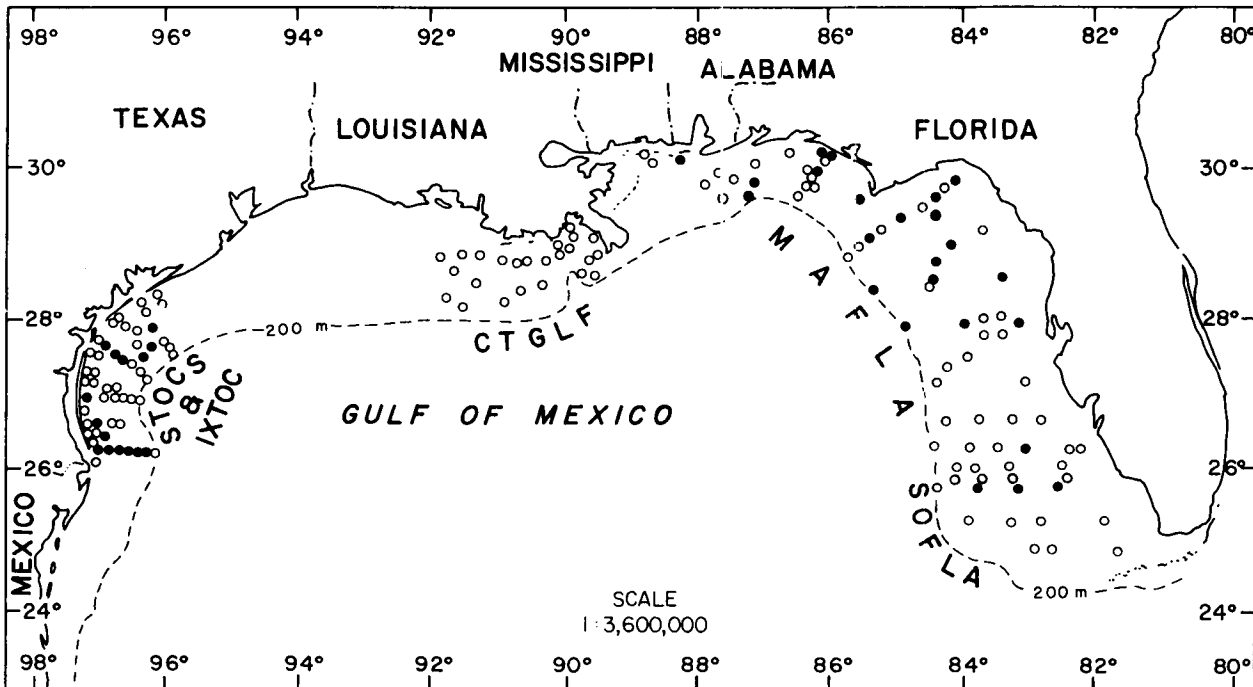 98° 96° 94° 92° 90° 88° 86° 84° 82° 80°
MISSISSIPPI
ALABAMA
TEXAS
LOUISIANA
FLORIDA
30° 30°
MAFLA
28° 28°
200 m
CTGLF
STOCS
&
IXTOC
GULF OF MEXICO
26° 26°
SOFLA
MEXICO
200 m
24° 24°
SCALE
1:3,600,000
98° 96° 94° 92° 90° 88° 86° 84° 82° 80°